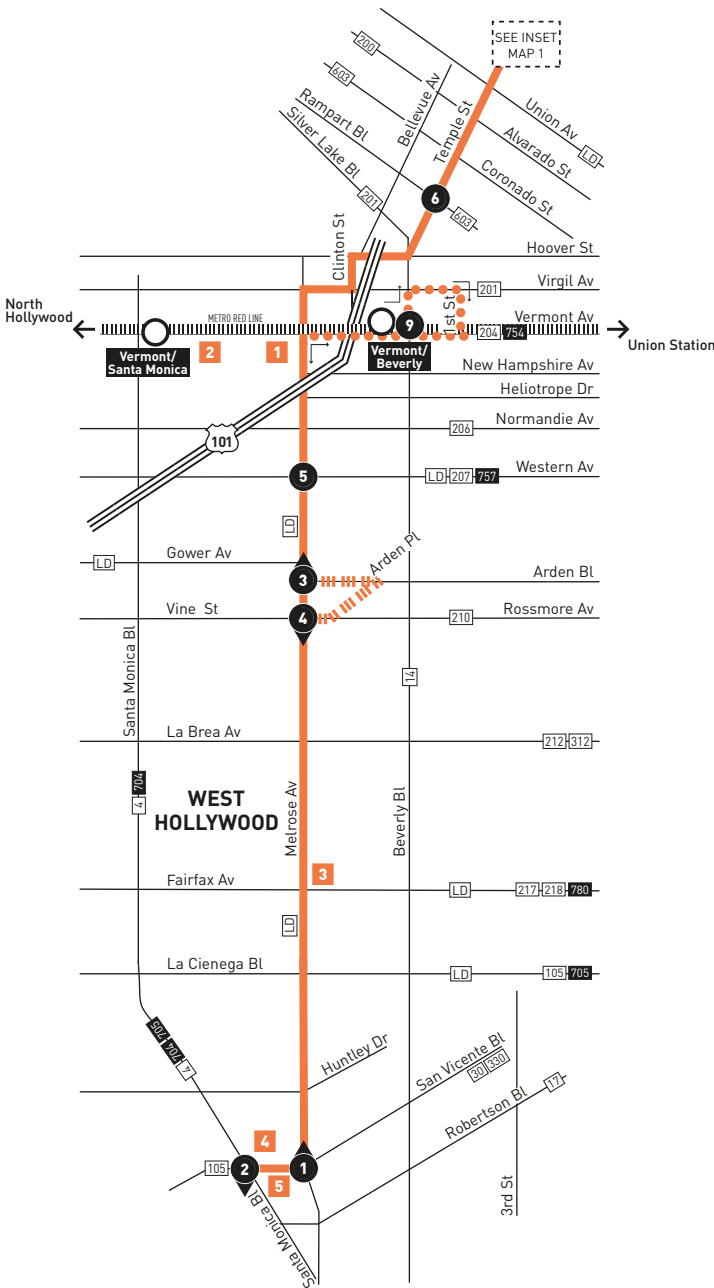 SEE INSET
MAP 1
200
603
Rampart Bl
Silver Lake Bl
201
Bellevue Av
Temple St
Union Av
LD
Alvarado St
Coronado St
6
603
Clinton St
Hoover St
201
Virgil Av
North
Hollywood
METRO RED LINE
9
1st St
Vermont Av
204
754
Union Station
Vermont/
Santa Monica
2
1
Vermont/
Beverly
New Hampshire Av
Heliotrope Dr
101
206
Normandie Av
5
LD
207
757
Western Av
LD
LD
Gower Av
Arden Pl
3
Arden Bl
Vine St
4
210
Rossmore Av
Santa Monica Bl
14
La Brea Av
212
312
4
704
WEST
HOLLYWOOD
Melrose Av
Beverly Bl
3
Fairfax Av
LD
217
218
780
LD
La Cienega Bl
LD
105
705
705
704
4
Huntley Dr
San Vicente Bl
30
330
Robertson Bl
17
4
105
2
1
5
Santa Monica Bl
3rd St